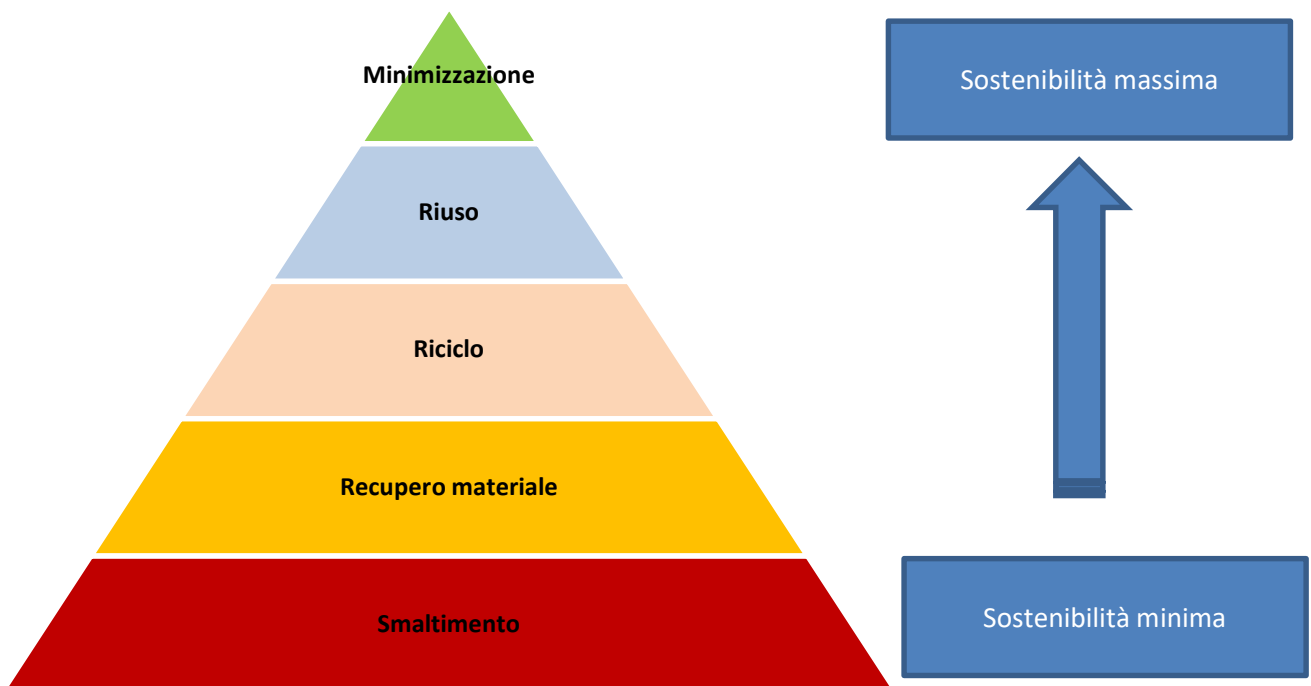 Minimizzazione
Sostenibilità massima
Riuso
Riciclo
Recupero materiale
Smaltimento
Sostenibilità minima